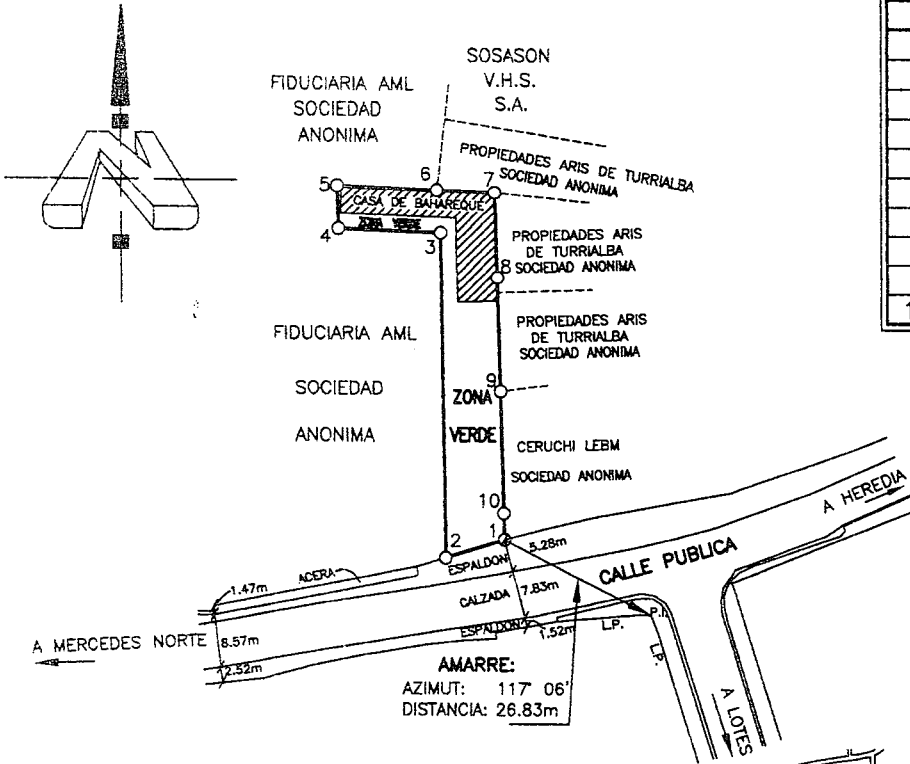 SOSASON
V.H.S.
S.A.
FIDUCIARIA AML
SOCIEDAD
ANONIMA
PROPIEDADES ARIS DE TURRIALBA
SOCIEDAD ANONIMA
5
6
7
CASA DE BAHAREQUE
4
ZONA VERDE
3
PROPIEDADES ARIS
DE TURRIALBA
SOCIEDAD ANONIMA
8
FIDUCIARIA AML
SOCIEDAD
ANONIMA
PROPIEDADES ARIS
DE TURRIALBA
SOCIEDAD ANONIMA
9
ZONA
VERDE
CERUCHI LEBM
SOCIEDAD ANONIMA
10
1
2
A HEREDIA
5.28m
ESPALDON
CALLE PUBLICA
ACERA
1.47m
CALZADA
7.83m
8.57m
A MERCEDES NORTE
ESPALDON
1.52m
L.P.
P.I.
L.P.
2.52m
AMARRE:
AZIMUT: 117° 06'
DISTANCIA: 26.83m
A LOTES
1